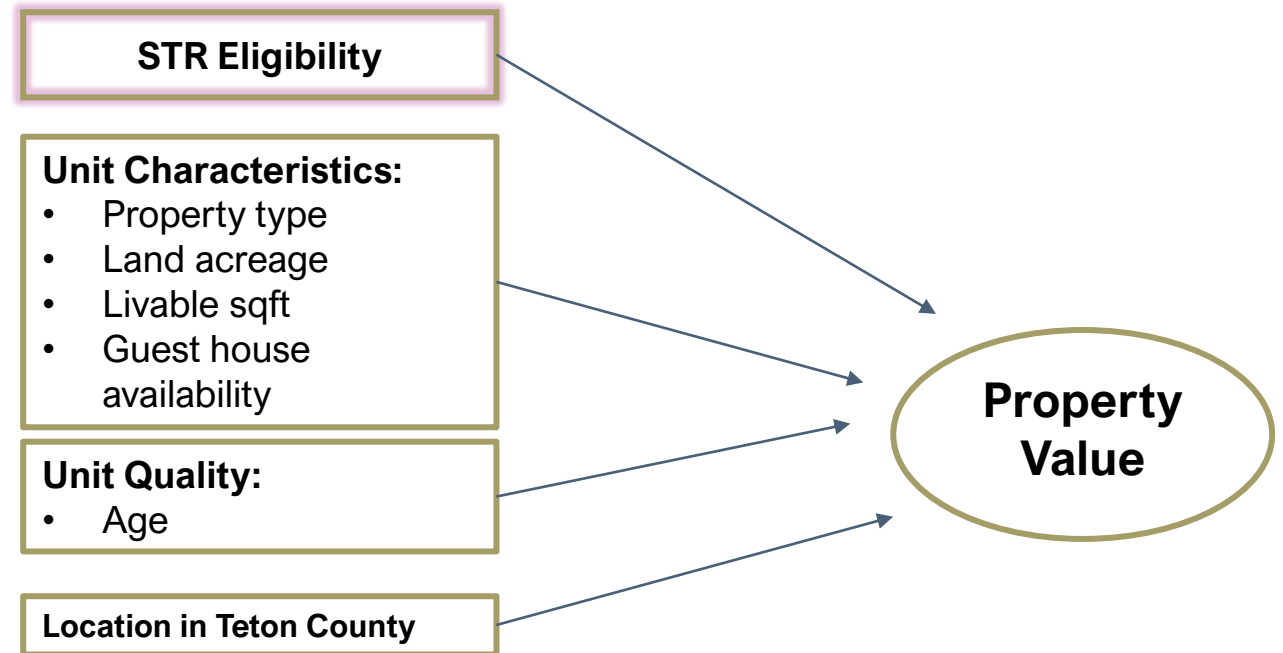 STR Eligibility
Unit Characteristics:
• Property type
• Land acreage
• Livable sqft
• Guest house
availability
Unit Quality:
• Age
Location in Teton County
Property
Value